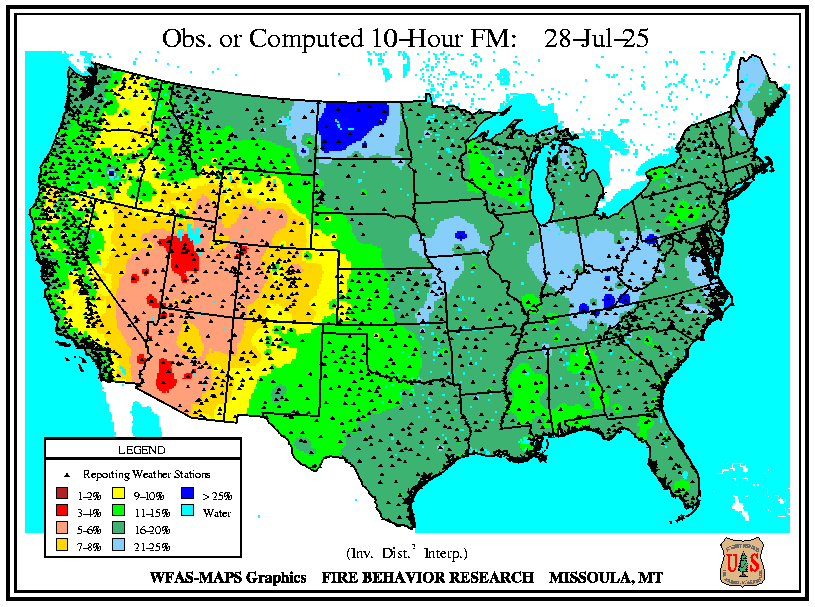 Obs. or Computed 10-Hour FM: 28-Jul-25
LEGEND
Reporting Weather Stations
1-2% 9-10% > 25%
3-4% 11-15% Water
5-6% 16-20%
7-8% 21-25%
(Inv. Dist.² Interp.)
WFAS-MAPS Graphics FIRE BEHAVIOR RESEARCH MISSOULA, MT
U S